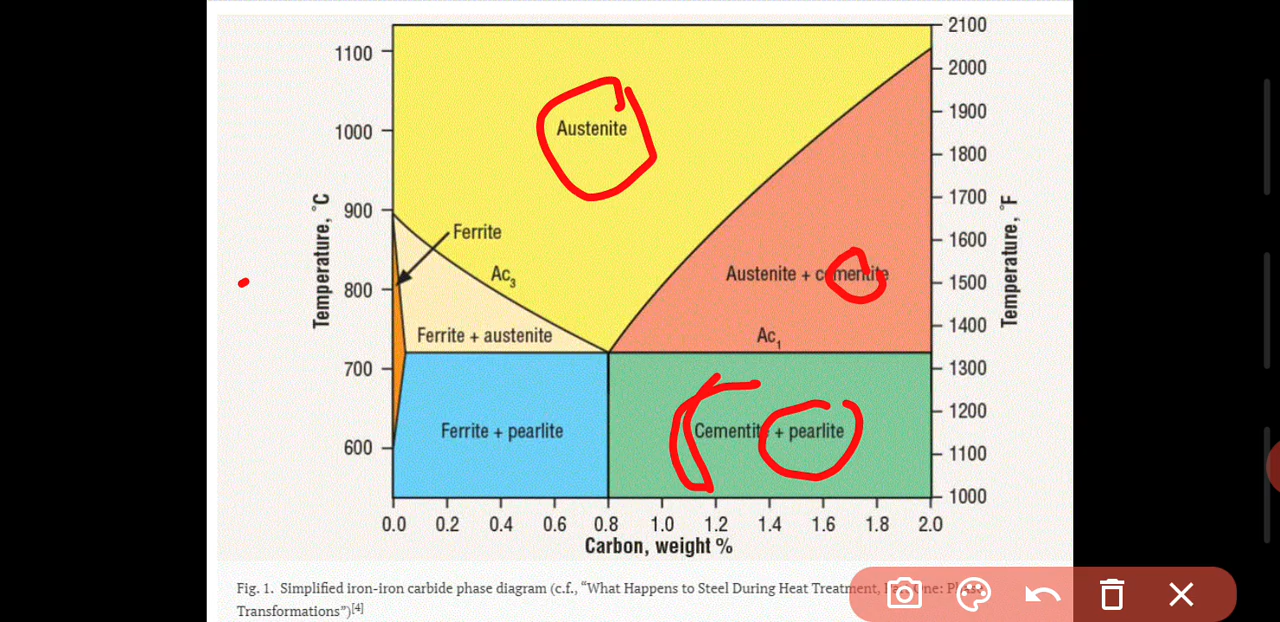 2100
1100
2000
1900
Austenite
1000
1800
1700
900
Ferrite
1600
Temperature, °C
Ac3
Austenite + cementite
Temperature, °F
800
1500
Ferrite + austenite
Ac1
1400
700
1300
1200
Ferrite + pearlite
Cementite + pearlite
600
1100
1000
0.0 0.2 0.4 0.6 0.8 1.0 1.2 1.4 1.6 1.8 2.0
Carbon, weight %
Fig. 1. Simplified iron-iron carbide phase diagram (c.f., “What Happens to Steel During Heat Treatment, Part One: Phase
Transformations”)[4]